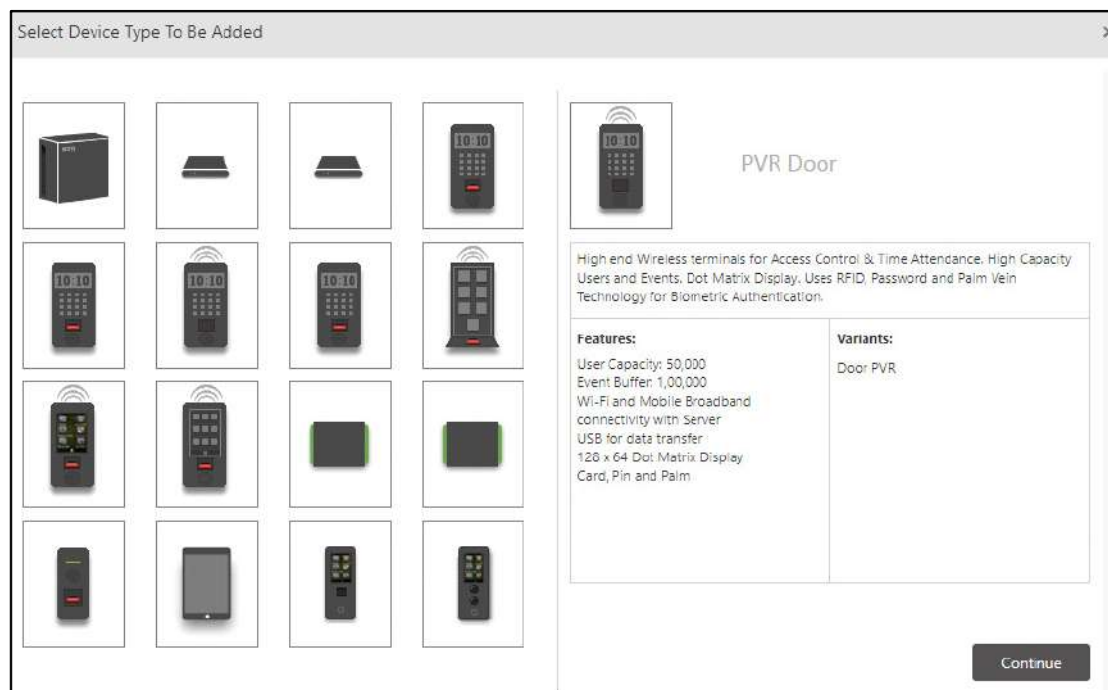 Select Device Type To Be Added
10:10
10:10
10:10
10:10
10:10
PVR Door
High end Wireless terminals for Access Control & Time Attendance. High Capacity
Users and Events. Dot Matrix Display. Uses RFID, Password and Palm Vein
Technology for Biometric Authentication.
Features:
User Capacity: 50,000
Event Buffer: 1,00,000
Wi-Fi and Mobile Broadband
connectivity with Server
USB for data transfer
128 x 64 Dot Matrix Display
Card, Pin and Palm
Variants:
Door PVR
Continue